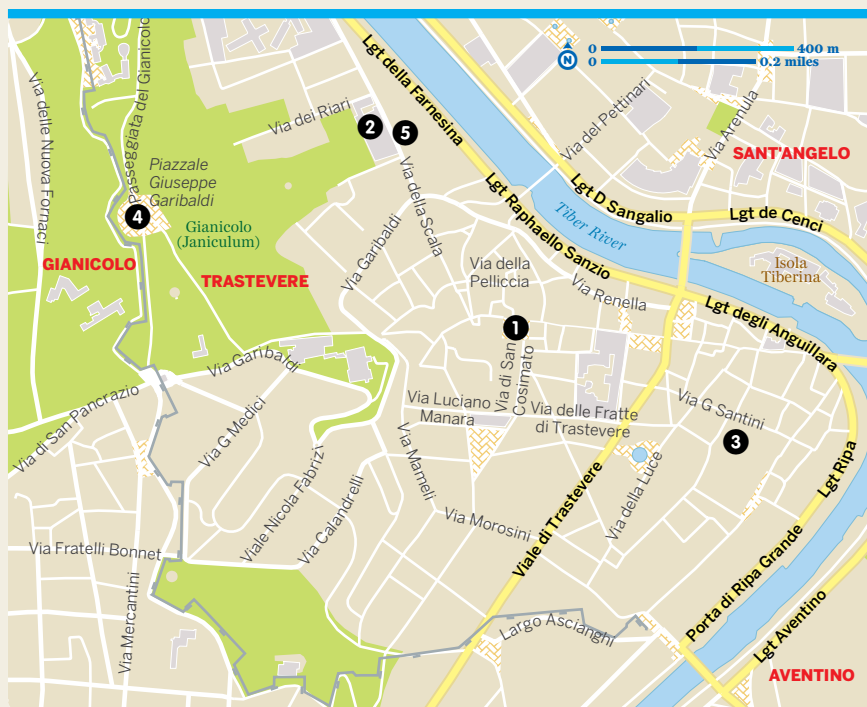 0 400 m
N
0 0.2 miles
Lgt della Farnesina
Via delle Nuova Fornaci
Passeggiata del Gianicolo
Via dei Riari
2
5
Via del Pettinari
Via Arenula
SANT'ANGELO
Piazzale
Giuseppe
Garibaldi
4
Gianicolo
(Janiculum)
Via della Scala
Lgt Raphaello Sanzio
Lgt D Sangalio
Lgt de Cenci
Tiber River
GIANICOLO
TRASTEVERE
Via Garibaldi
Via della
Pelliccia
Via Renella
Isola
Tiberina
Lgt degli Anguillara
1
Via di San
Cosimato
Via Garibaldi
Via di San Pancrazio
Via G Medici
Via Luciano
Manara
Via delle Fratte
di Trastevere
Via G Santini
3
Viale Nicola Fabrizi
Via Calandrelli
Via Mameli
Via Morosini
Viale di Trastevere
Via della Luce
Lgt Ripa
Via Fratelli Bonnet
Via Mercantini
Largo Ascianghi
Porta di Ripa Grande
Lgt Aventino
AVENTINO